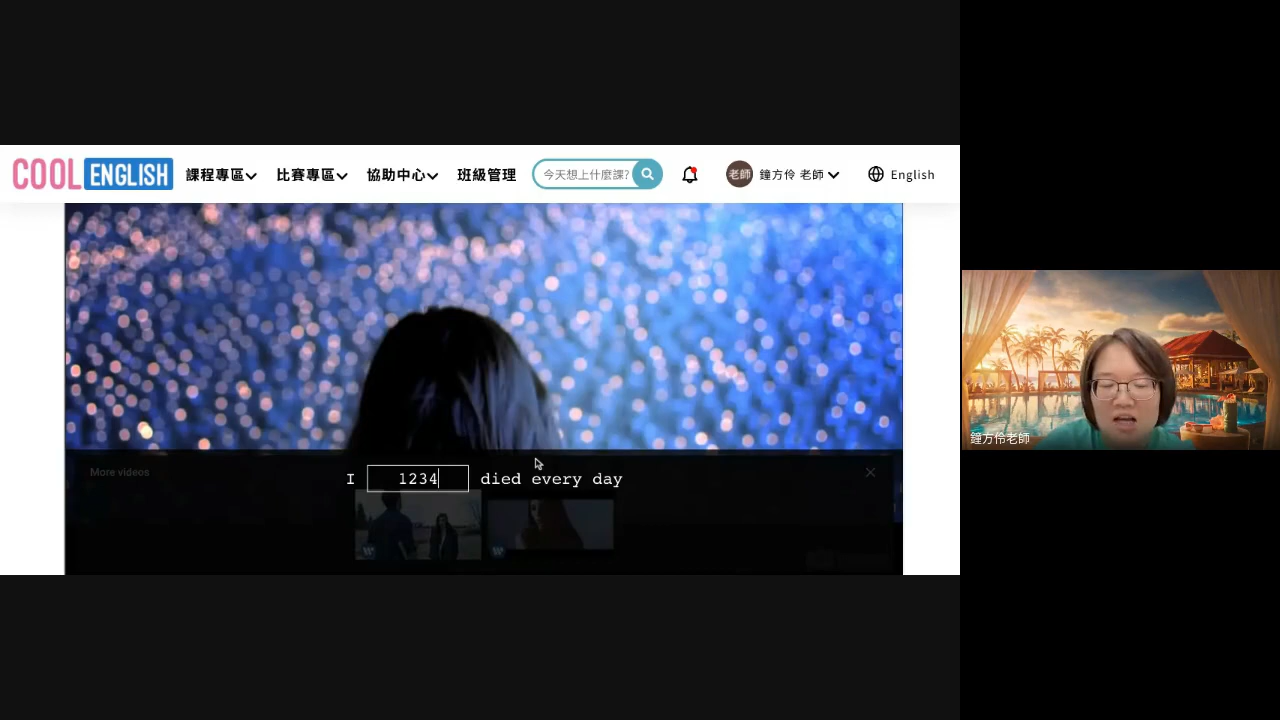 COOL ENGLISH
課程專區
比賽專區
協助中心
班級管理
今天想上什麼課?
老師
鐘方伶 老師
English
More videos
I 1234 died every day
鐘方伶老師